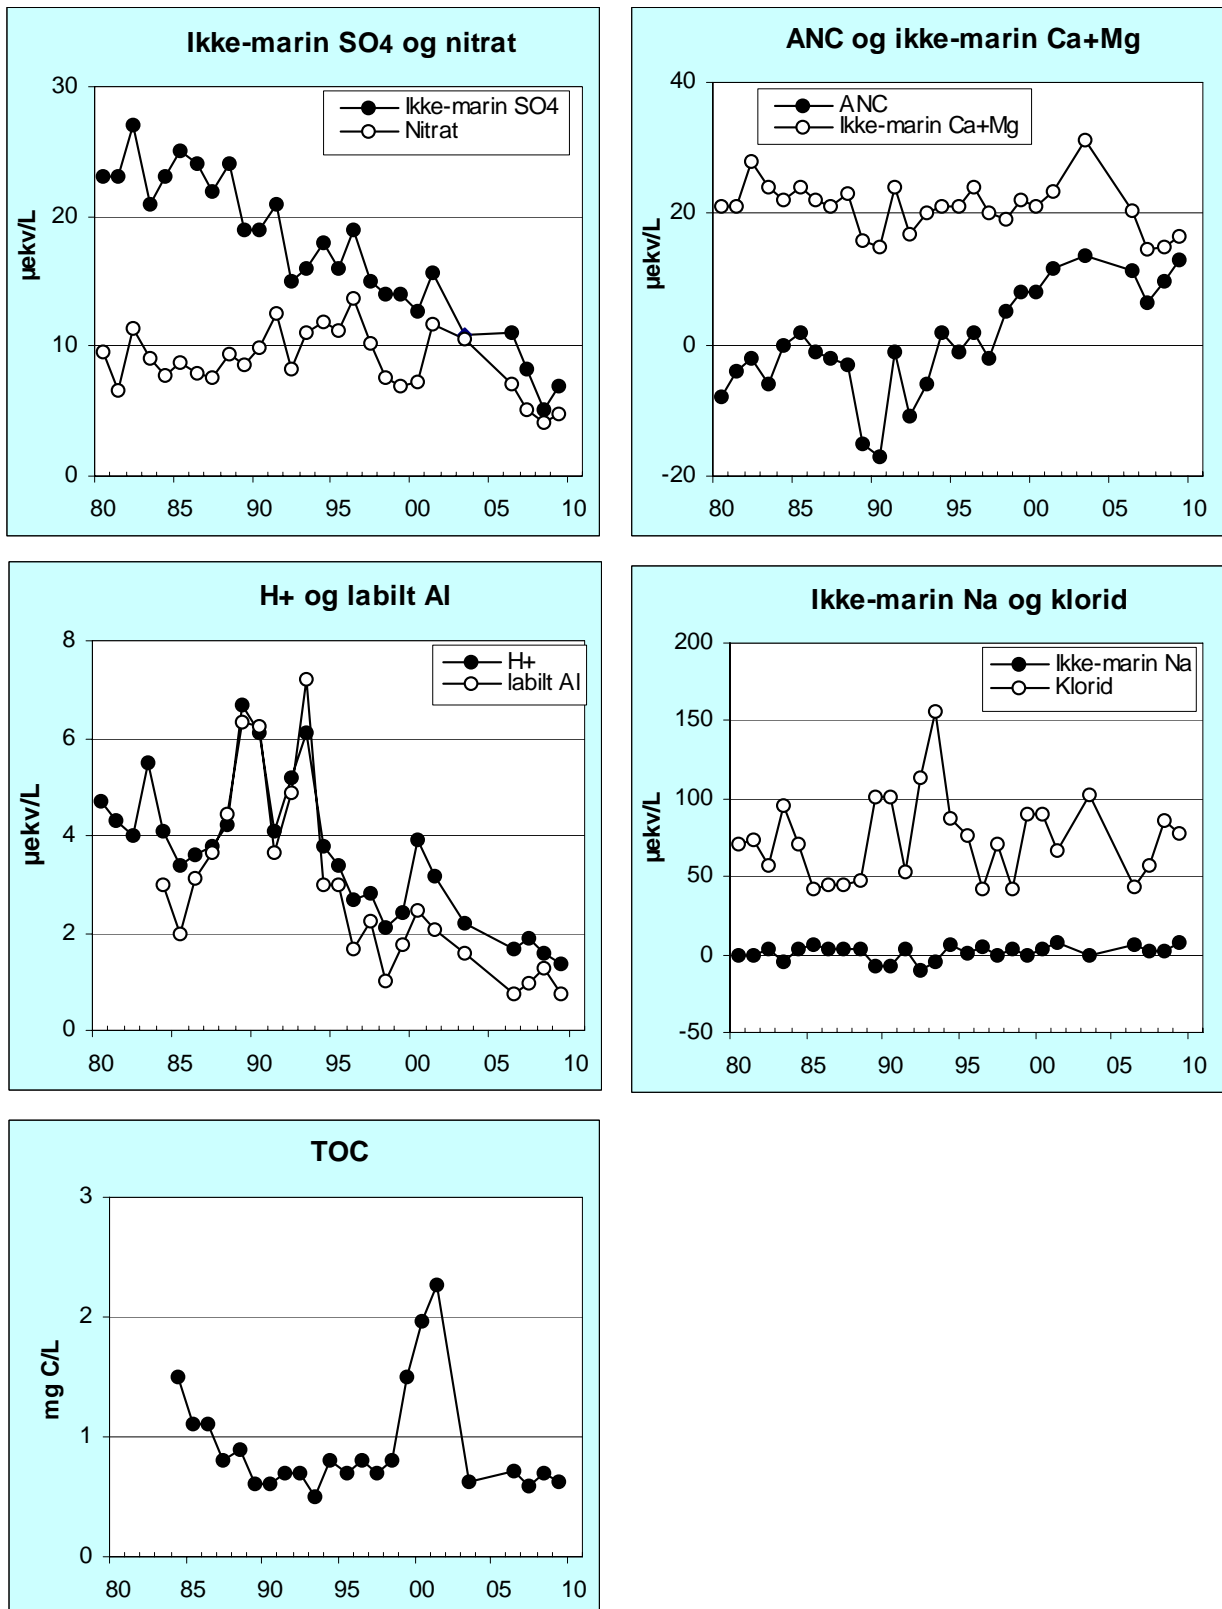 Ikke-marin SO4 og nitrat
30
20
10
0
µekv/L
Ikke-marin SO4
Nitrat
80 85 90 95 00 05 10
ANC og ikke-marin Ca+Mg
40
20
0
-20
µekv/L
ANC
Ikke-marin Ca+Mg
80 85 90 95 00 05 10
H+ og labilt Al
8
6
4
2
0
µekv/L
H+
labilt Al
80 85 90 95 00 05 10
Ikke-marin Na og klorid
200
150
100
50
0
-50
µekv/L
Ikke-marin Na
Klorid
80 85 90 95 00 05 10
TOC
3
2
1
0
mg C/L
80 85 90 95 00 05 10